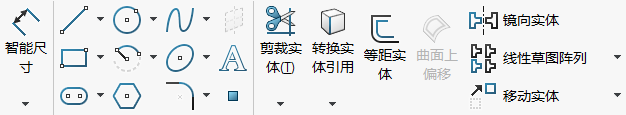 智能尺
寸
A
剪裁实
体(T)
转换实
体引用
等距实
体
曲面上
偏移
镜向实体
线性草图阵列
移动实体